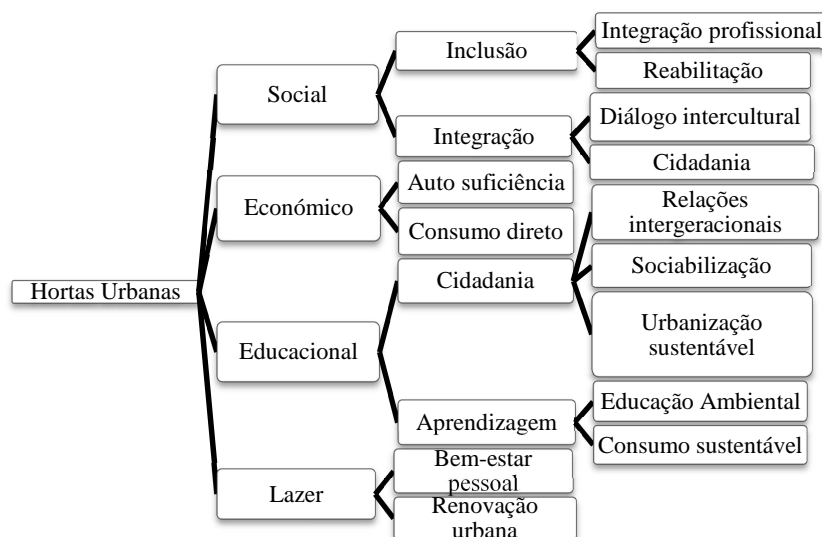 Hortas Urbanas
Social
Inclusão
Integração profissional
Reabilitação
Integração
Diálogo intercultural
Cidadania
Económico
Auto suficiência
Consumo direto
Educacional
Cidadania
Relações
intergeracionais
Sociabilização
Urbanização
sustentável
Aprendizagem
Educação Ambiental
Consumo sustentável
Lazer
Bem-estar
pessoal
Renovação
urbana